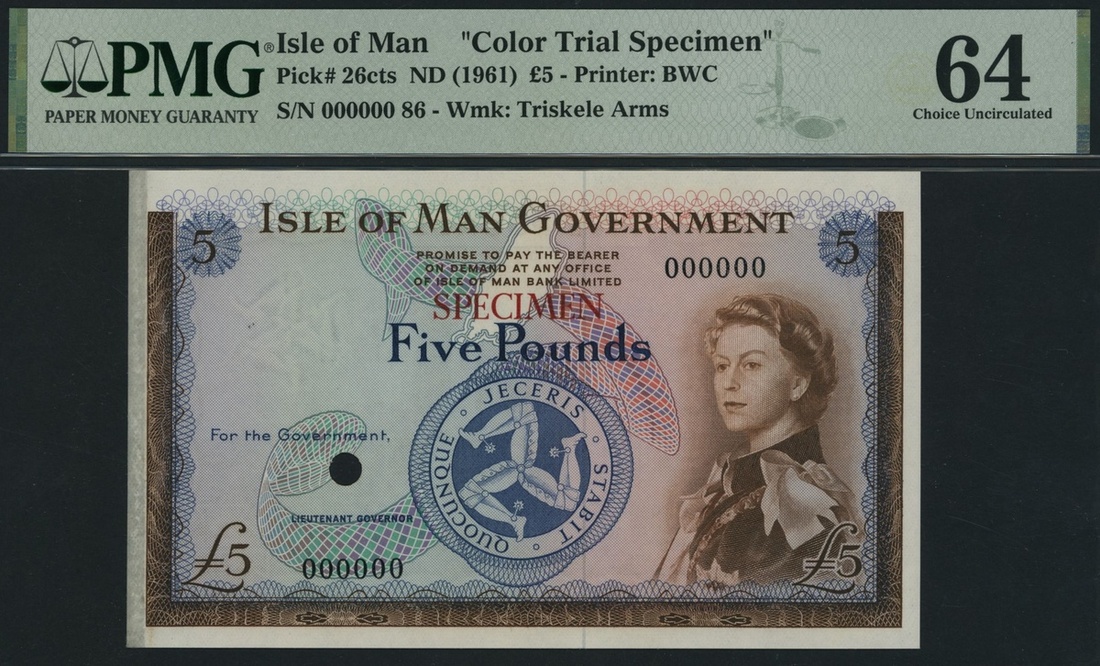 PMG®
PAPER MONEY GUARANTY
Isle of Man "Color Trial Specimen"
Pick# 26cts ND (1961) £5 - Printer: BWC
S/N 000000 86 - Wmk: Triskele Arms
64
Choice Uncirculated
5
ISLE OF MAN GOVERNMENT
5
PROMISE TO PAY THE BEARER
ON DEMAND AT ANY OFFICE
OF ISLE OF MAN BANK LIMITED
000000
SPECIMEN
Five Pounds
QUOCUNQUE · JECERIS · STABIT ·
For the Government,
LIEUTENANT GOVERNOR
£5
000000
£5